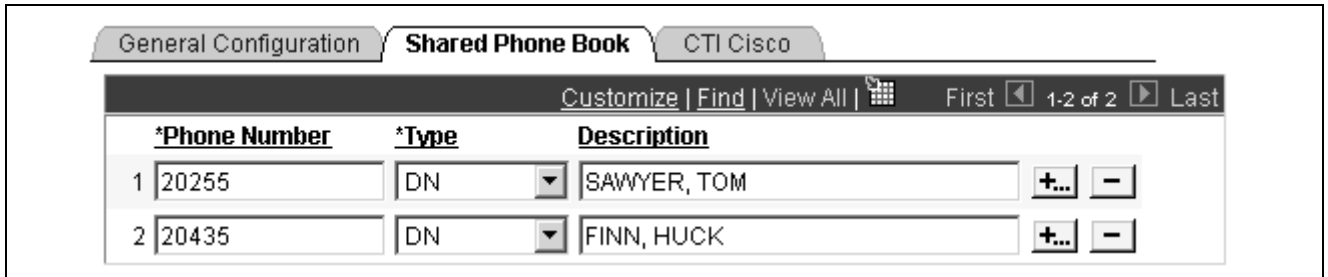 General Configuration Shared Phone Book CTI Cisco
Customize | Find | View All | First 1-2 of 2 Last
*Phone Number *Type Description
1 20255 DN SAWYER, TOM +... −
2 20435 DN FINN, HUCK +... −